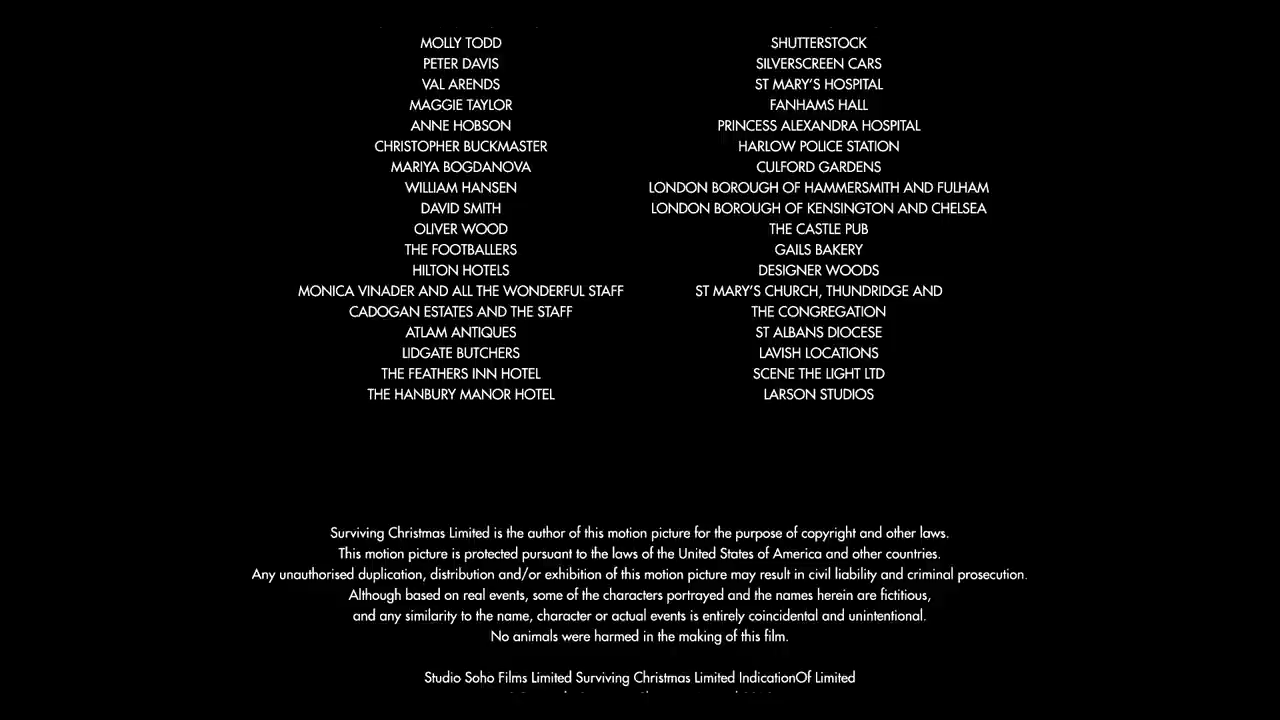 MOLLY TODD
PETER DAVIS
VAL ARENDS
MAGGIE TAYLOR
ANNE HOBSON
CHRISTOPHER BUCKMASTER
MARIYA BOGDANOVA
WILLIAM HANSEN
DAVID SMITH
OLIVER WOOD
THE FOOTBALLERS
HILTON HOTELS
MONICA VINADER AND ALL THE WONDERFUL STAFF
CADOGAN ESTATES AND THE STAFF
ATLAM ANTIQUES
LIDGATE BUTCHERS
THE FEATHERS INN HOTEL
THE HANBURY MANOR HOTEL
SHUTTERSTOCK
SILVERSCREEN CARS
ST MARY'S HOSPITAL
FANHAMS HALL
PRINCESS ALEXANDRA HOSPITAL
HARLOW POLICE STATION
CULFORD GARDENS
LONDON BOROUGH OF HAMMERSMITH AND FULHAM
LONDON BOROUGH OF KENSINGTON AND CHELSEA
THE CASTLE PUB
GAILS BAKERY
DESIGNER WOODS
ST MARY'S CHURCH, THUNDRIDGE AND
THE CONGREGATION
ST ALBANS DIOCESE
LAVISH LOCATIONS
SCENE THE LIGHT LTD
LARSON STUDIOS
Surviving Christmas Limited is the author of this motion picture for the purpose of copyright and other laws.
This motion picture is protected pursuant to the laws of the United States of America and other countries.
Any unauthorised duplication, distribution and/or exhibition of this motion picture may result in civil liability and criminal prosecution.
Although based on real events, some of the characters portrayed and the names herein are fictitious,
and any similarity to the name, character or actual events is entirely coincidental and unintentional.
No animals were harmed in the making of this film.
Studio Soho Films Limited Surviving Christmas Limited IndicationOf Limited